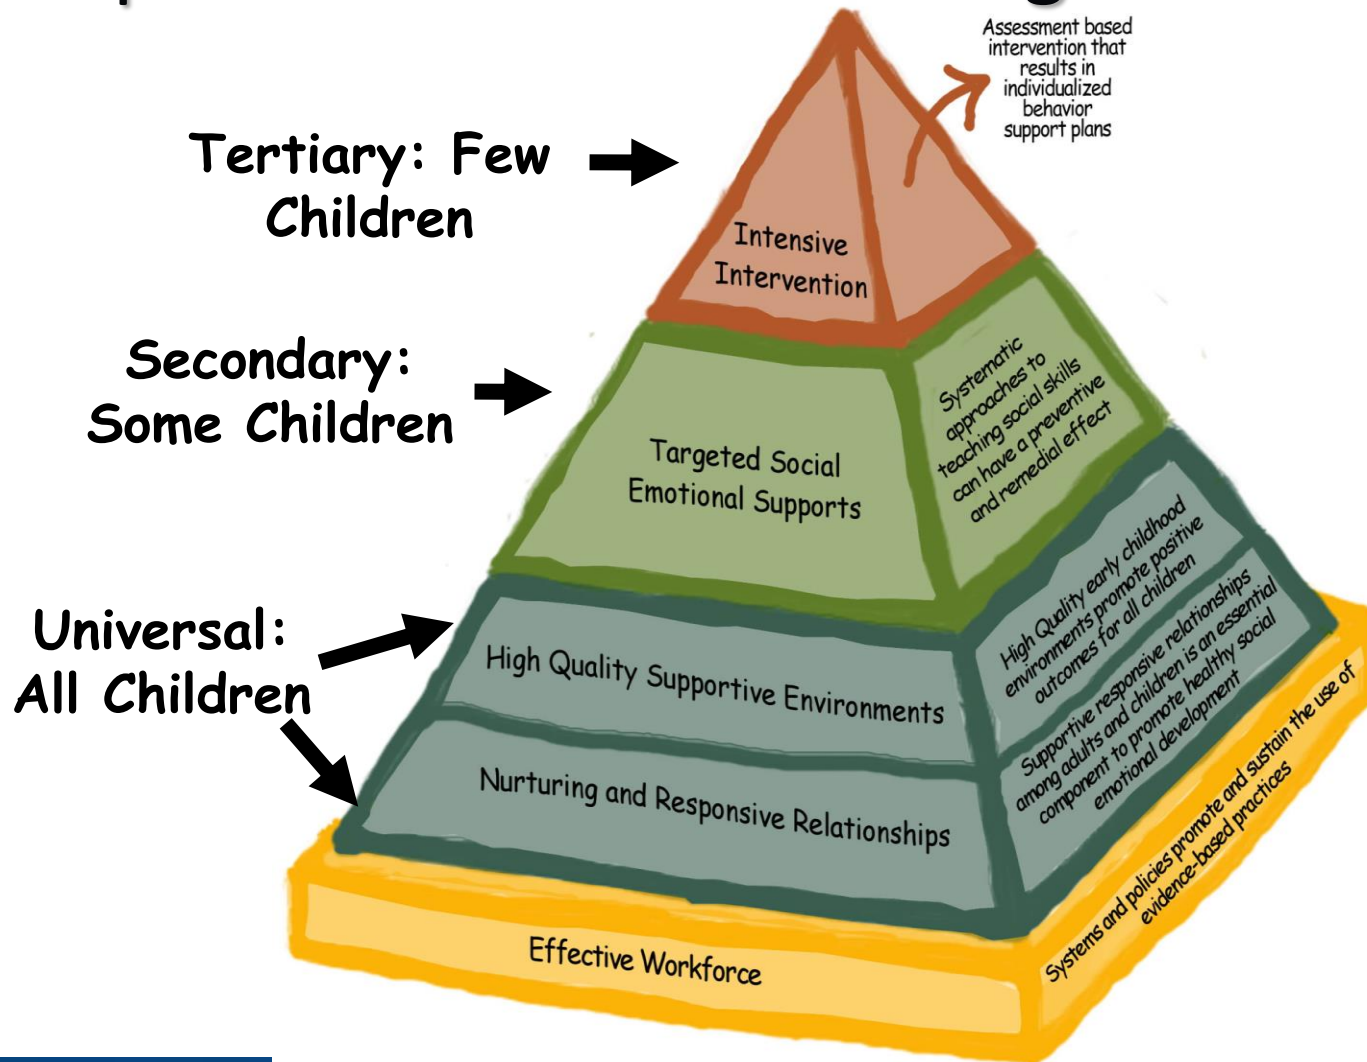 Assessment based
intervention that
results in
individualized
behavior
support plans
Tertiary: Few
Children
Intensive
Intervention
Secondary:
Some Children
Targeted Social
Emotional Supports
Systematic
approaches to
teaching social skills
can have a preventive
and remedial effect
Universal:
All Children
High Quality Supportive Environments
High Quality early childhood
environments promote positive
outcomes for all children
Nurturing and Responsive Relationships
Supportive responsive relationships
among adults and children is an essential
component to promote healthy social
emotional development
Effective Workforce
Systems and policies promote and sustain the use of
evidence-based practices